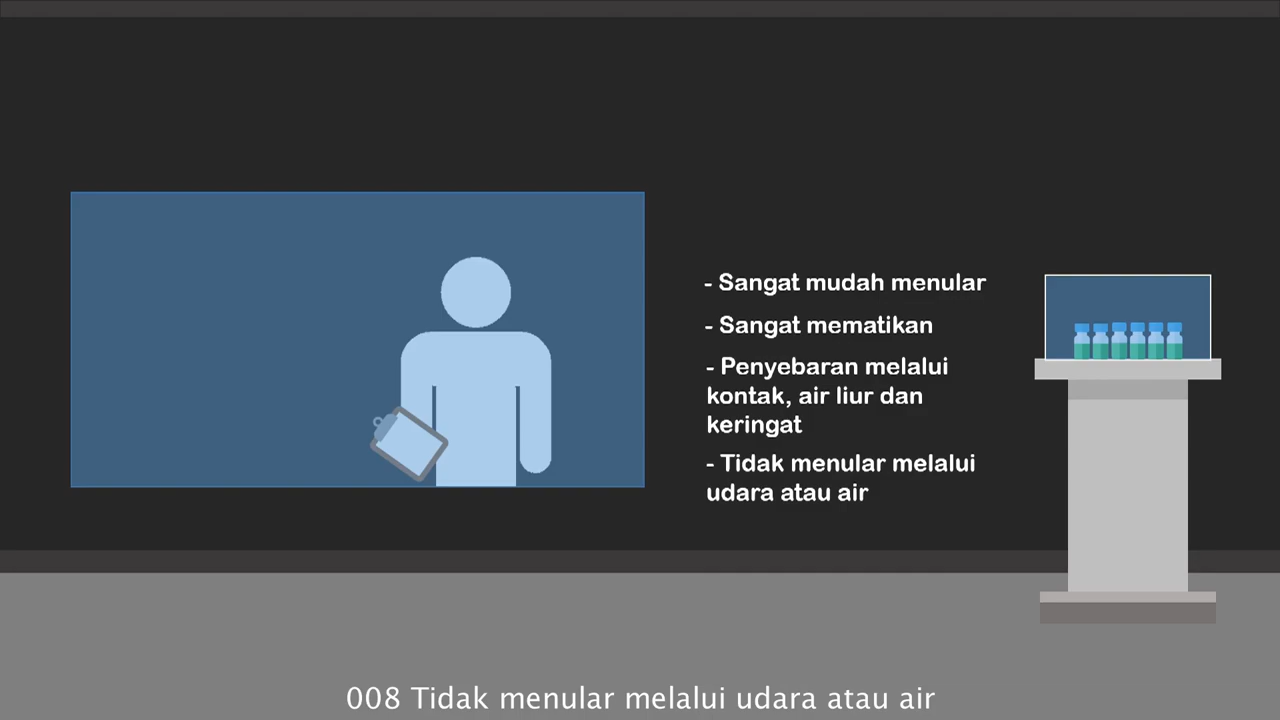 - Sangat mudah menular
- Sangat mematikan
- Penyebaran melalui
kontak, air liur dan
keringat
- Tidak menular melalui
udara atau air
008 Tidak menular melalui udara atau air